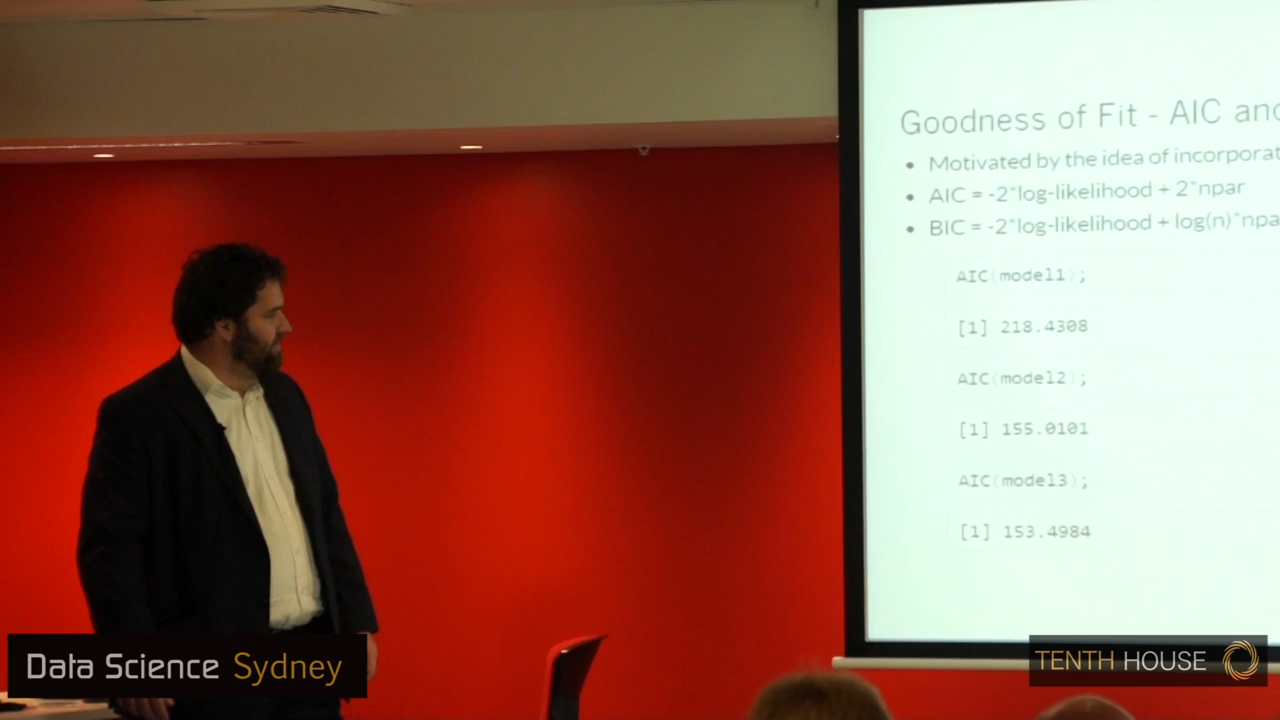 Goodness of Fit - AIC and
• Motivated by the idea of
• AIC = -2*log-likelihood + 2*npar
• BIC = -2*log-likelihood + log(n)*npa
AIC(model1);
[1] 218.4308
AIC(model2);
[1] 155.0101
AIC(model3);
[1] 153.4984
Data Science Sydney
TENTH HOUSE